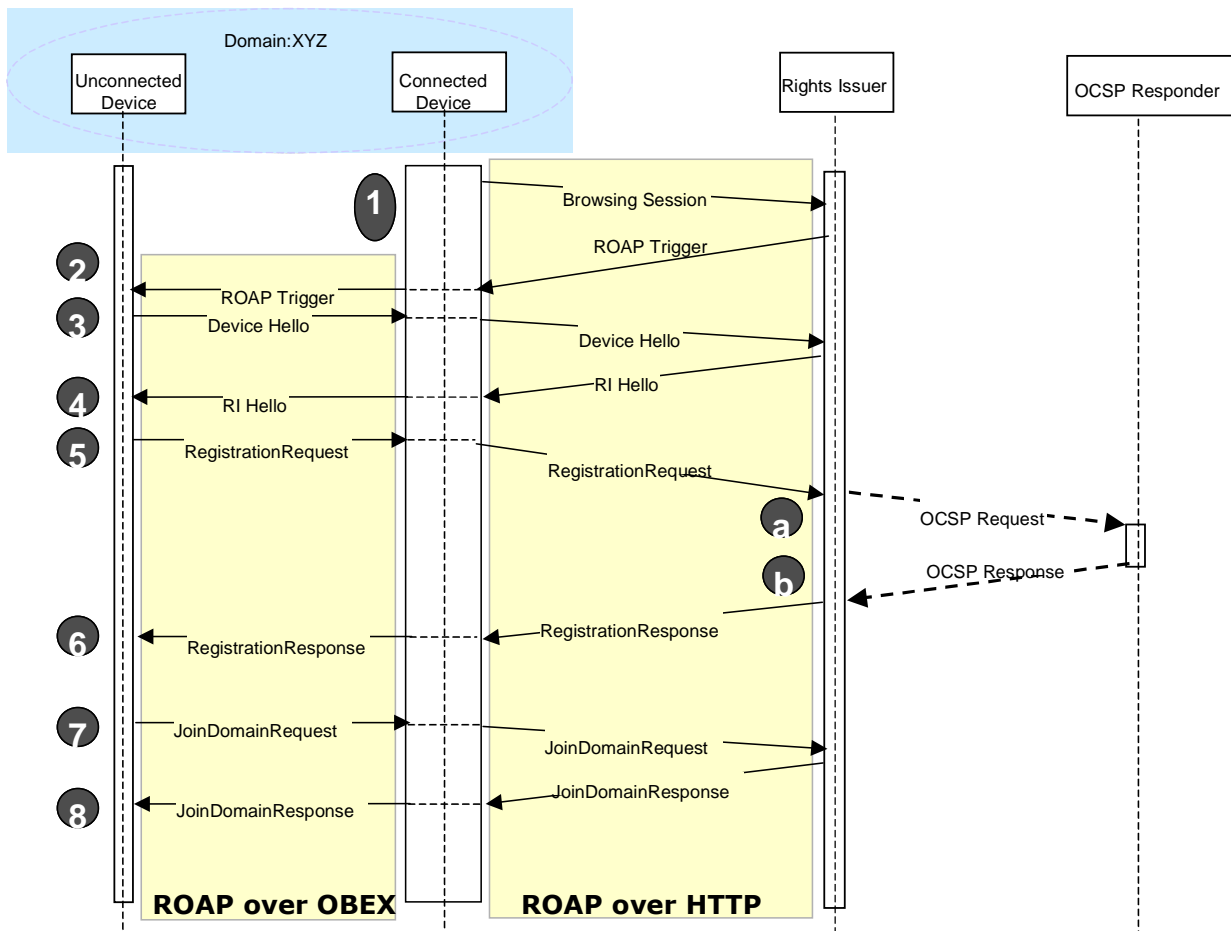 Domain:XYZ
Unconnected
Device
Connected
Device
Rights Issuer
OCSP Responder
1
Browsing Session
ROAP Trigger
2
ROAP Trigger
3
Device Hello
Device Hello
RI Hello
4
RI Hello
5
RegistrationRequest
RegistrationRequest
a
OCSP Request
b
OCSP Response
RegistrationResponse
6
RegistrationResponse
7
JoinDomainRequest
JoinDomainRequest
JoinDomainResponse
8
JoinDomainResponse
ROAP over OBEX
ROAP over HTTP